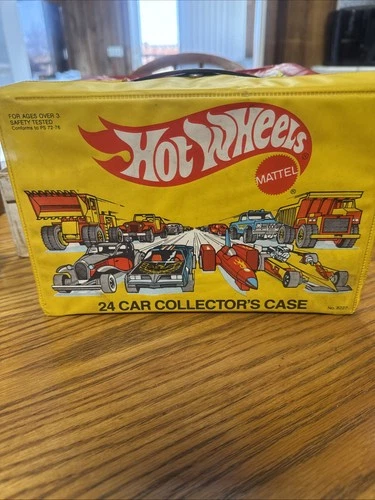 FOR AGES OVER 3
SAFETY TESTED
Conforms to PS 72-76
HOT WHEELS
MATTEL
24 CAR COLLECTOR'S CASE